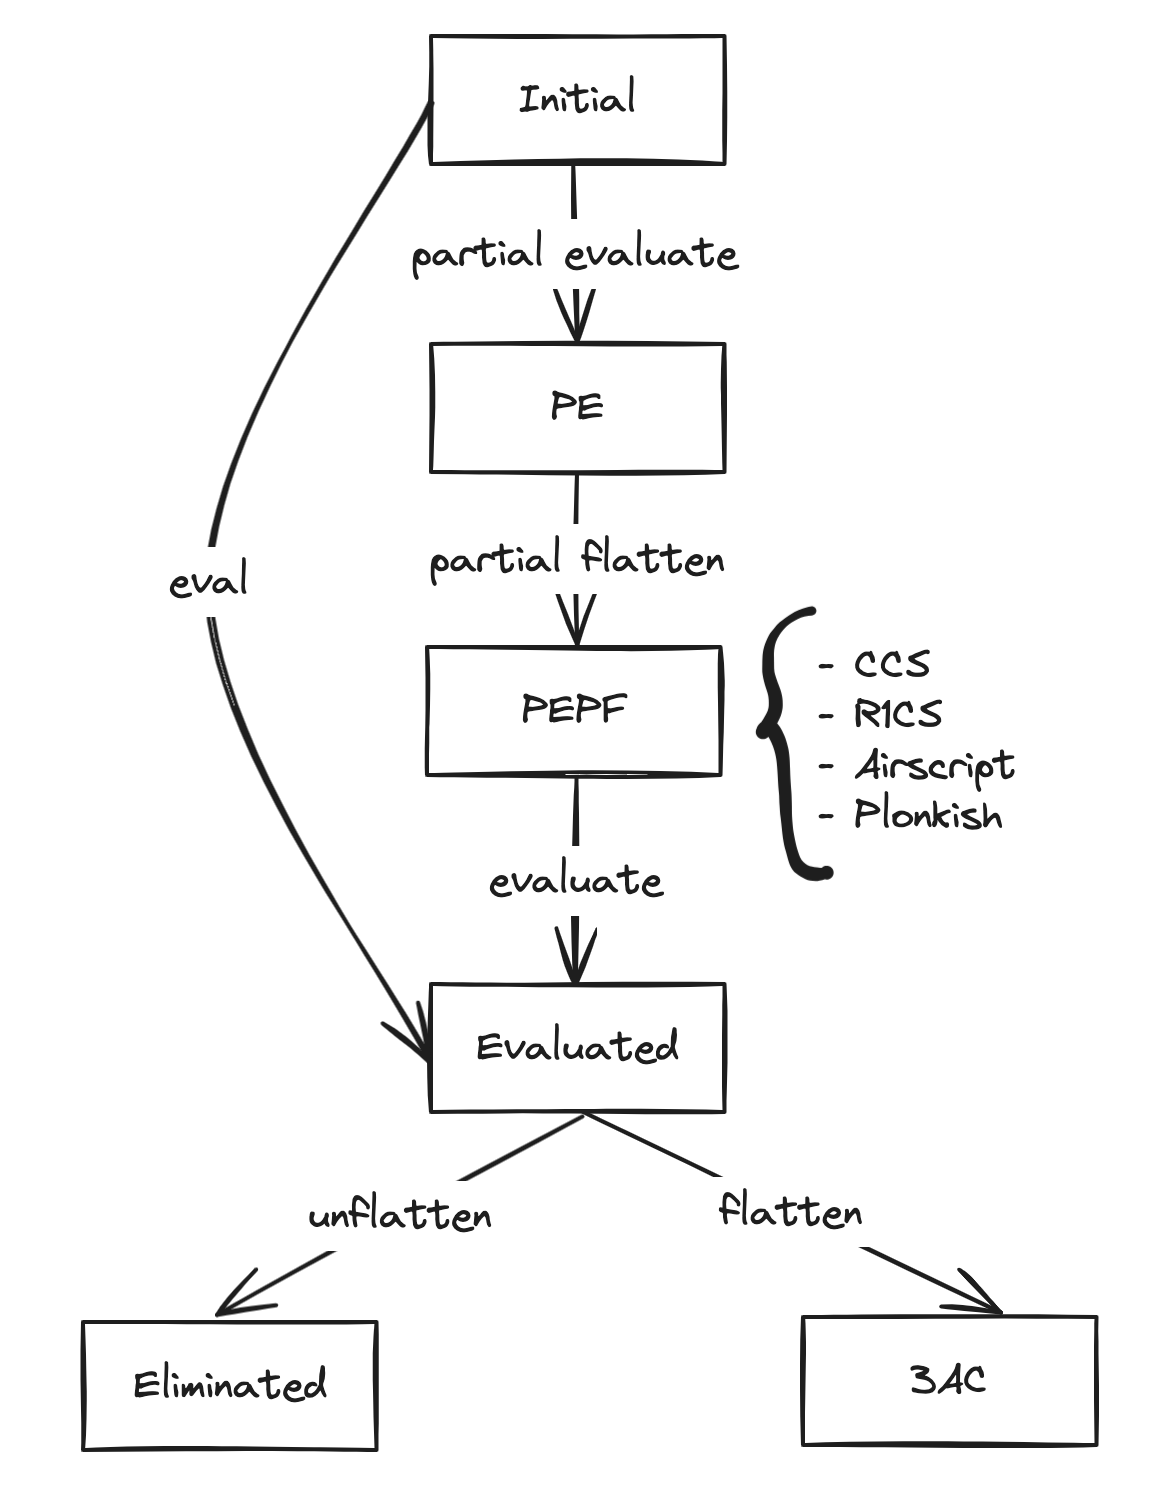 Initial
partial evaluate
PE
partial flatten
eval
PEPF
- CCS
- R1CS
- Airscript
- Plonkish
evaluate
Evaluated
unflatten
flatten
Eliminated
3AC